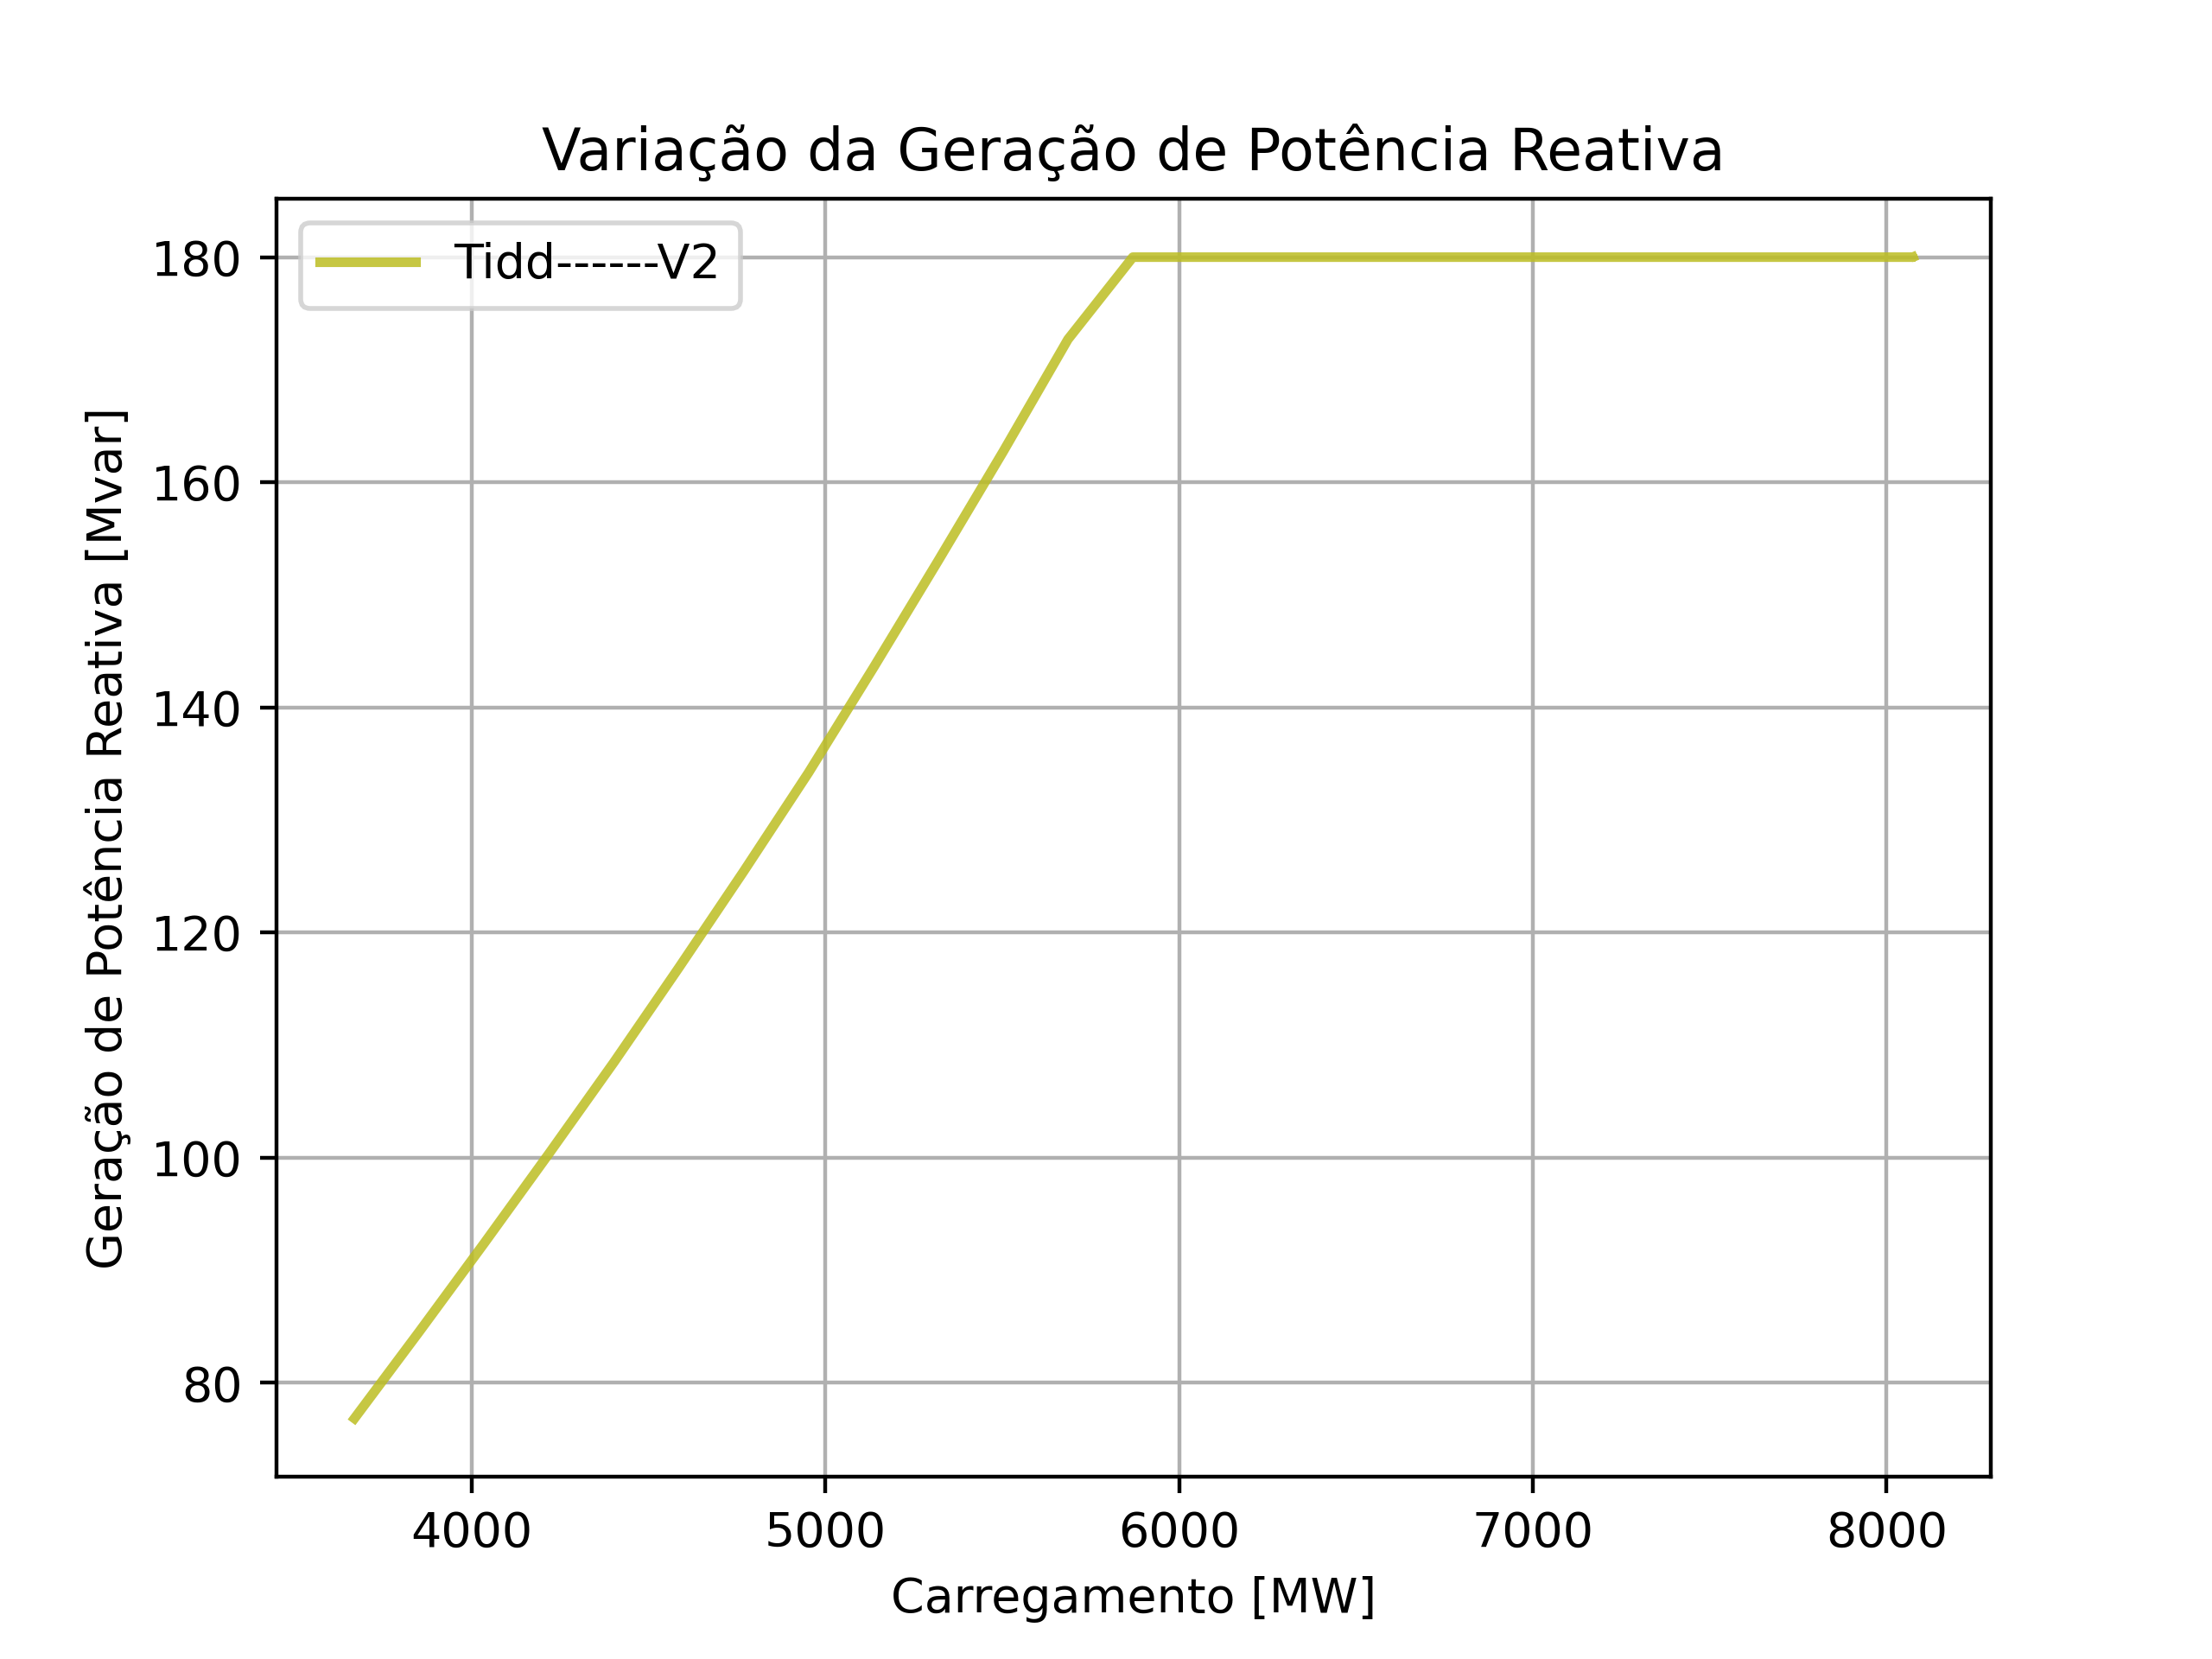 Variação da Geração de Potência Reativa
Tidd------V2
Geração de Potência Reativa [Mvar]
180
160
140
120
100
80
4000 5000 6000 7000 8000
Carregamento [MW]